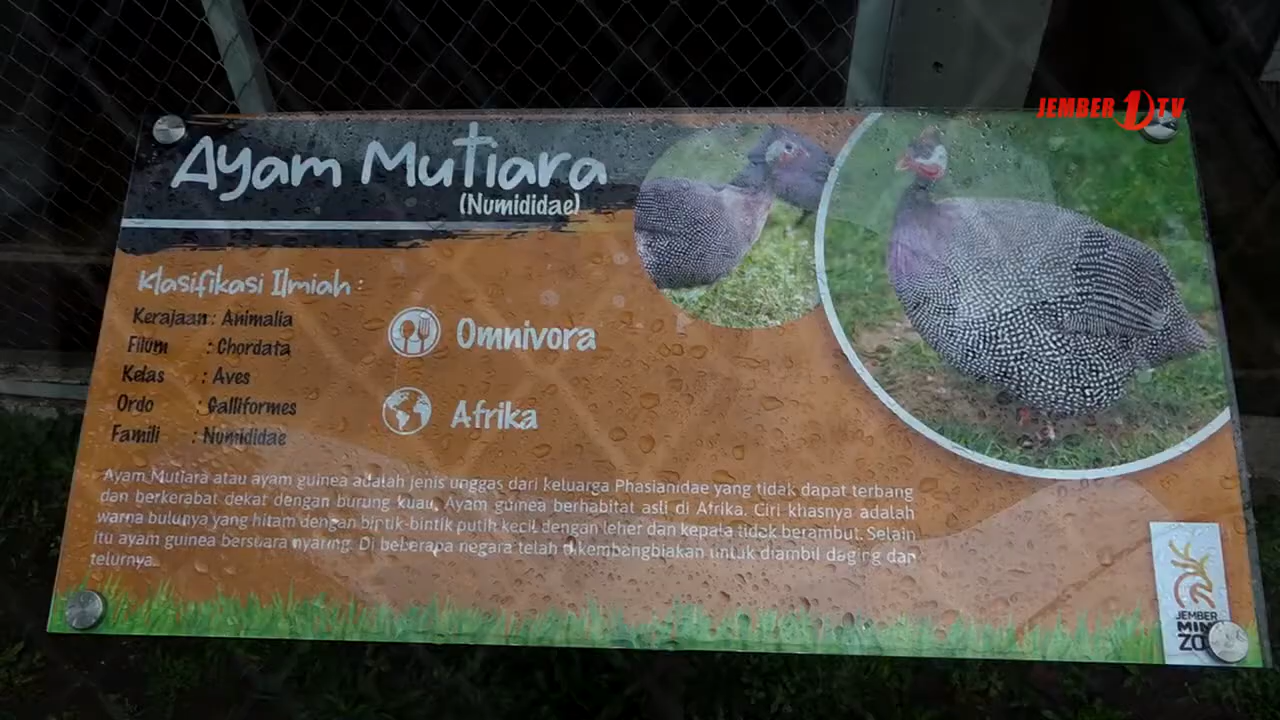 JEMBER 1 TV
Ayam Mutiara
(Numididae)
Klasifikasi Ilmiah :
Kerajaan : Animalia
Filum : Chordata
Kelas : Aves
Ordo : Galliformes
Famili : Numididae
Omnivora
Afrika
Ayam Mutiara atau ayam guinea adalah jenis unggas dari keluarga Phasianidae yang tidak dapat terbang
dan berkerabat dekat dengan burung kuau. Ayam guinea berhabitat asli di Afrika. Ciri khasnya adalah
warna bulunya yang hitam dengan bintik-bintik putih kecil dengan leher dan kepala tidak berambut. Selain
itu ayam guinea bersuara nyaring. Di beberapa negara telah dikembangbiakan untuk diambil daging dan
telurnya.
JEMBER
MINI
ZOO